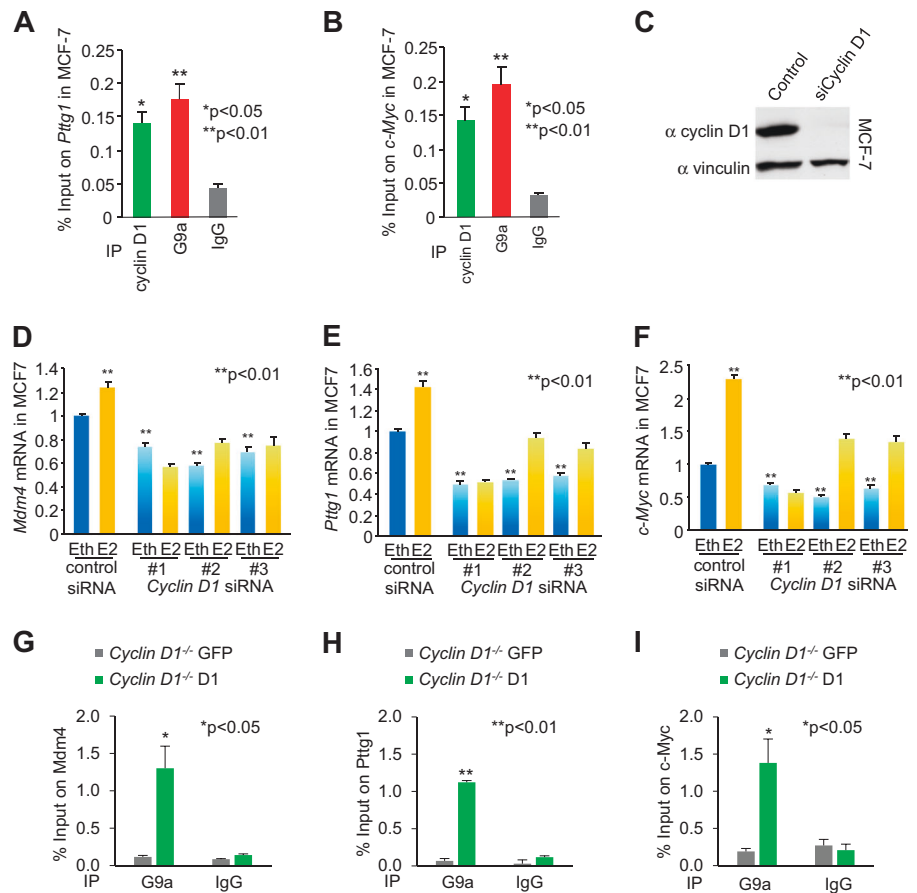 A
% Input on Pttg1 in MCF-7
0.25
0.2
0.15
0.1
0.05
0
*
**
*p<0.05
**p<0.01
IP
cyclin D1
G9a
IgG
B
% Input on c-Myc in MCF-7
0.25
0.2
0.15
0.1
0.05
0
*
**
*p<0.05
**p<0.01
IP
cyclin D1
G9a
IgG
C
Control
siCyclin D1
α cyclin D1
α vinculin
MCF-7
D
Mdm4 mRNA in MCF7
1.4
1.2
1
0.8
0.6
0.4
0.2
0
**
**
**
**
**p<0.01
Eth E2 Eth E2 Eth E2 Eth E2
control siRNA
#1 #2 #3
Cyclin D1 siRNA
E
Pttg1 mRNA in MCF7
1.6
1.4
1.2
1
0.8
0.6
0.4
0.2
0
**
**
**
**
**p<0.01
Eth E2 Eth E2 Eth E2 Eth E2
control siRNA
#1 #2 #3
Cyclin D1 siRNA
F
c-Myc mRNA in MCF7
2.5
2
1.5
1
0.5
0
**
**
**
**
**p<0.01
Eth E2 Eth E2 Eth E2 Eth E2
control siRNA
#1 #2 #3
Cyclin D1 siRNA
G
Cyclin D1-/- GFP
Cyclin D1-/- D1
% Input on Mdm4
2.0
1.5
1.0
0.5
0.0
*
*p<0.05
IP
G9a
IgG
H
Cyclin D1-/- GFP
Cyclin D1-/- D1
% Input on Pttg1
2.0
1.5
1.0
0.5
0.0
**
**p<0.01
IP
G9a
IgG
I
Cyclin D1-/- GFP
Cyclin D1-/- D1
% Input on c-Myc
2.0
1.5
1.0
0.5
0.0
*
*p<0.05
IP
G9a
IgG